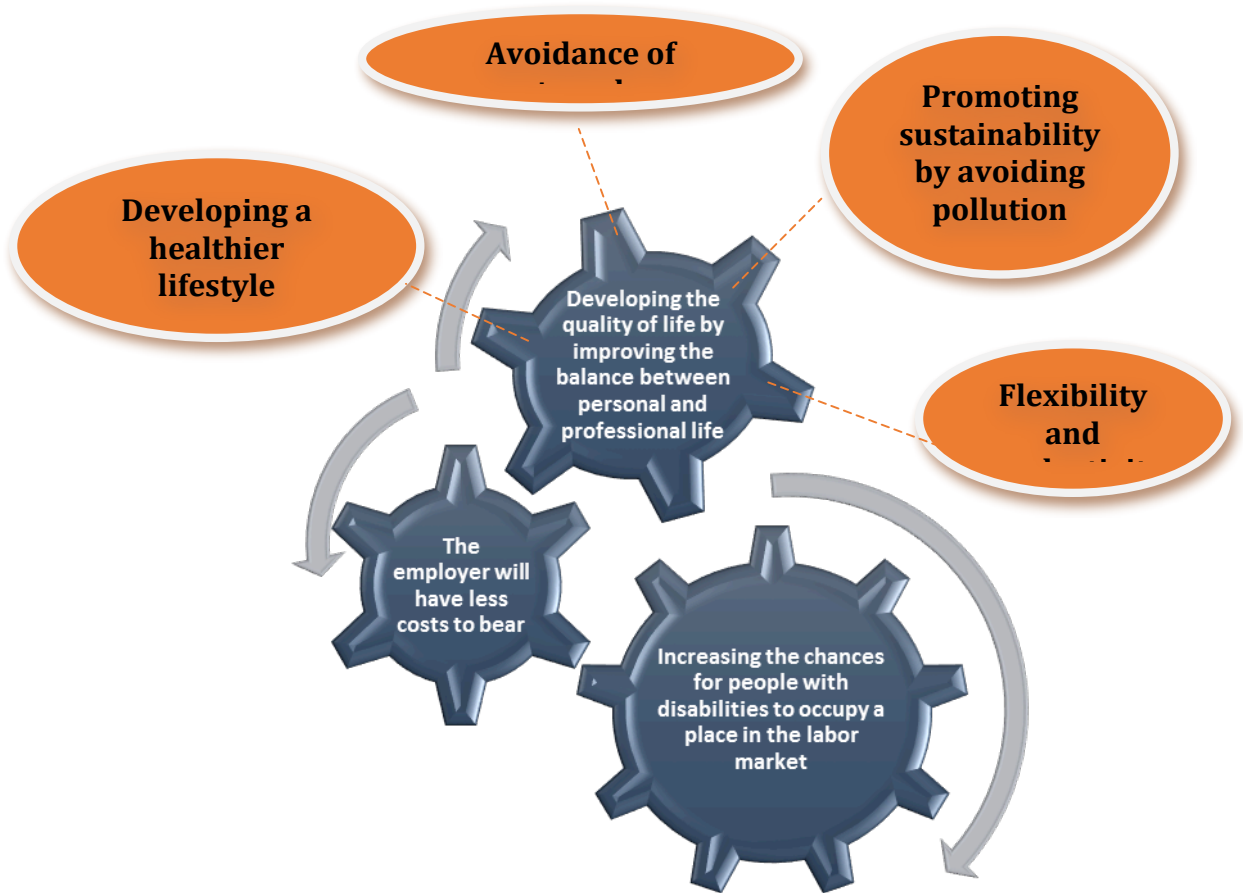 Avoidance of
Promoting
sustainability
by avoiding
pollution
Developing a
healthier
lifestyle
Developing the
quality of life by
improving the
balance between
personal and
professional life
Flexibility
and
The
employer will
have less
costs to bear
Increasing the chances
for people with
disabilities to occupy a
place in the labor
market